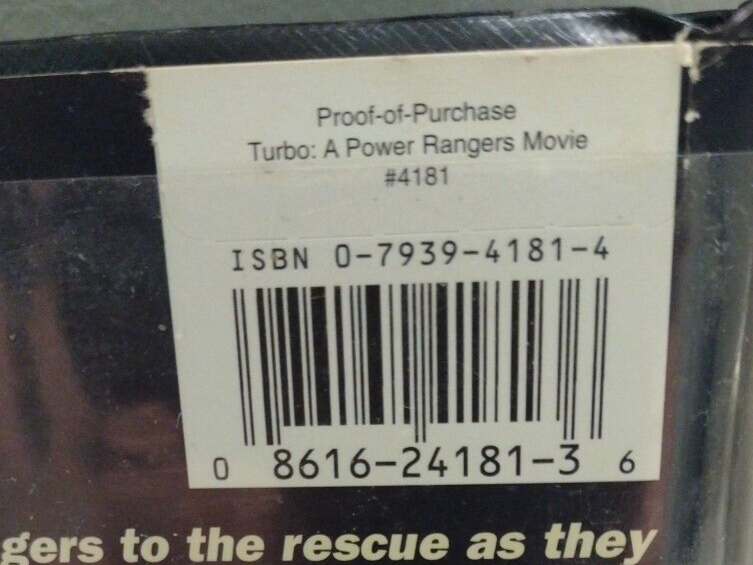 Proof-of-Purchase
Turbo: A Power Rangers Movie
#4181
ISBN 0-7939-4181-4
0 8616-24181-3 6
gers to the rescue as they